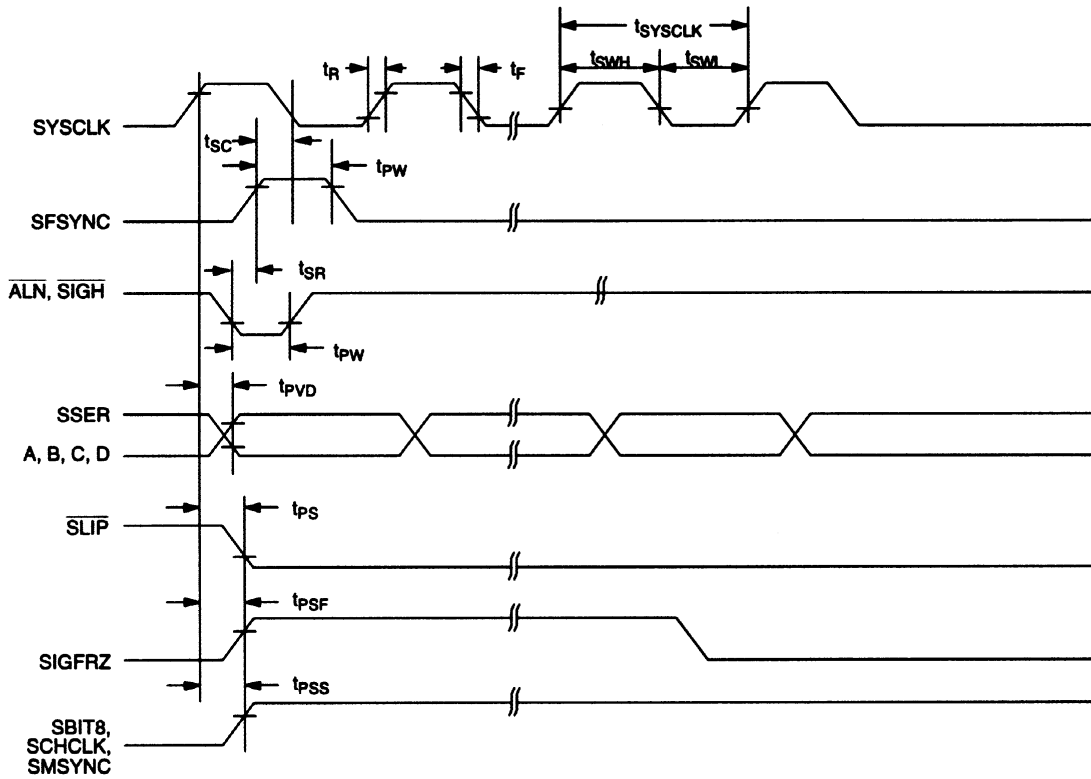 tSYSCLK
tR
tF
tSWH
tSWL
SYSCLK
tSC
tPW
SFSYNC
tSR
ALN, SIGH
tPW
tPVD
SSER
A, B, C, D
tPS
SLIP
tPSF
SIGFRZ
tPSS
SBIT8,
SCHCLK,
SMSYNC